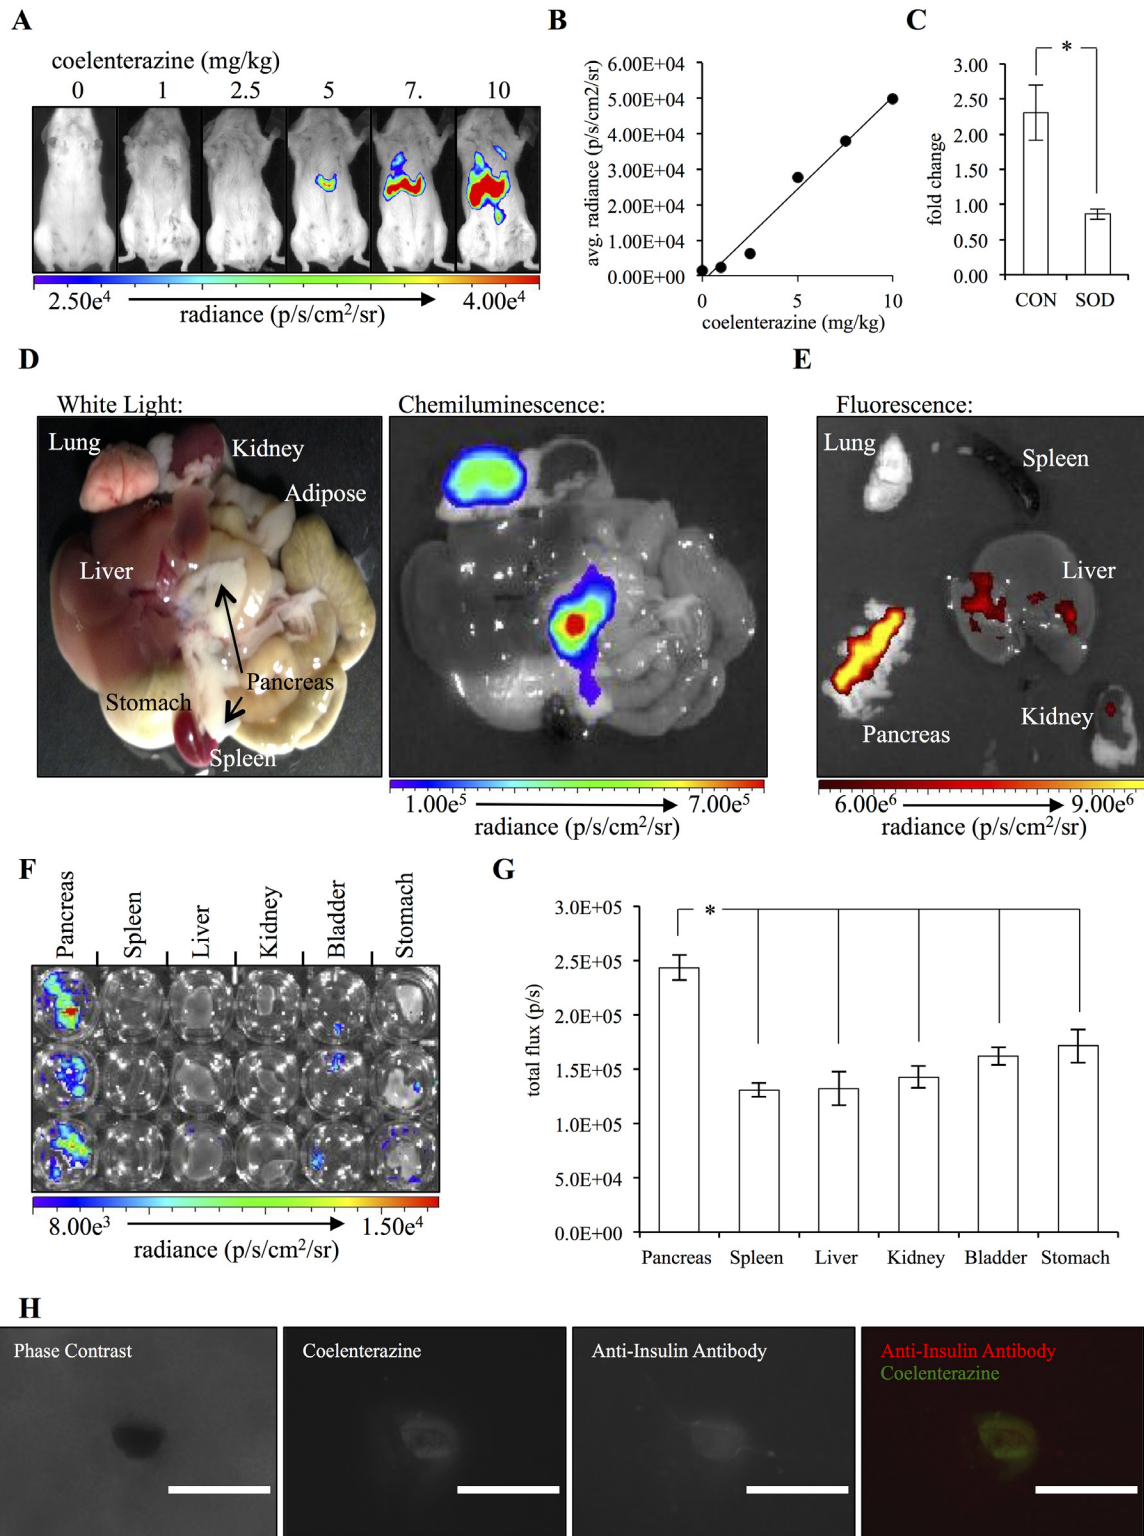 A
coelenterazine (mg/kg)
0 1 2.5 5 7. 10
2.50e4 4.00e4
radiance (p/s/cm2/sr)
B
avg. radiance (p/s/cm2/sr)
6.00E+04
5.00E+04
4.00E+04
3.00E+04
2.00E+04
1.00E+04
0.00E+00
0 5 10
coelenterazine (mg/kg)
C
*
fold change
3.00
2.50
2.00
1.50
1.00
0.50
0.00
CON SOD
D
White Light:
Lung
Kidney
Adipose
Liver
Pancreas
Stomach
Spleen
Chemiluminescence:
1.00e5 7.00e5
radiance (p/s/cm2/sr)
E
Fluorescence:
Lung
Spleen
Liver
Kidney
Pancreas
6.00e6 9.00e6
radiance (p/s/cm2/sr)
F
Pancreas
Spleen
Liver
Kidney
Bladder
Stomach
8.00e3 1.50e4
radiance (p/s/cm2/sr)
G
*
total flux (p/s)
3.0E+05
2.5E+05
2.0E+05
1.5E+05
1.0E+05
5.0E+04
0.0E+00
Pancreas Spleen Liver Kidney Bladder Stomach
H
Phase Contrast
Coelenterazine
Anti-Insulin Antibody
Anti-Insulin Antibody
Coelenterazine